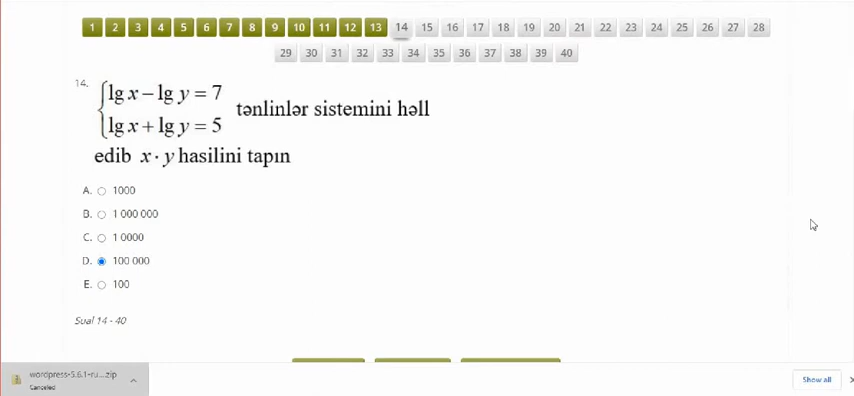 1 2 3 4 5 6 7 8 9 10 11 12 13 14 15 16 17 18 19 20 21 22 23 24 25 26 27 28
29 30 31 32 33 34 35 36 37 38 39 40
14.
lg x − lg y = 7
lg x + lg y = 5
tənlinlər sistemini həll
edib x · y hasilini tapın
A. 1000
B. 1 000 000
C. 1 0000
D. 100 000
E. 100
Sual 14 - 40
wordpress-5.6.1-ru....zip
Canceled
Show all